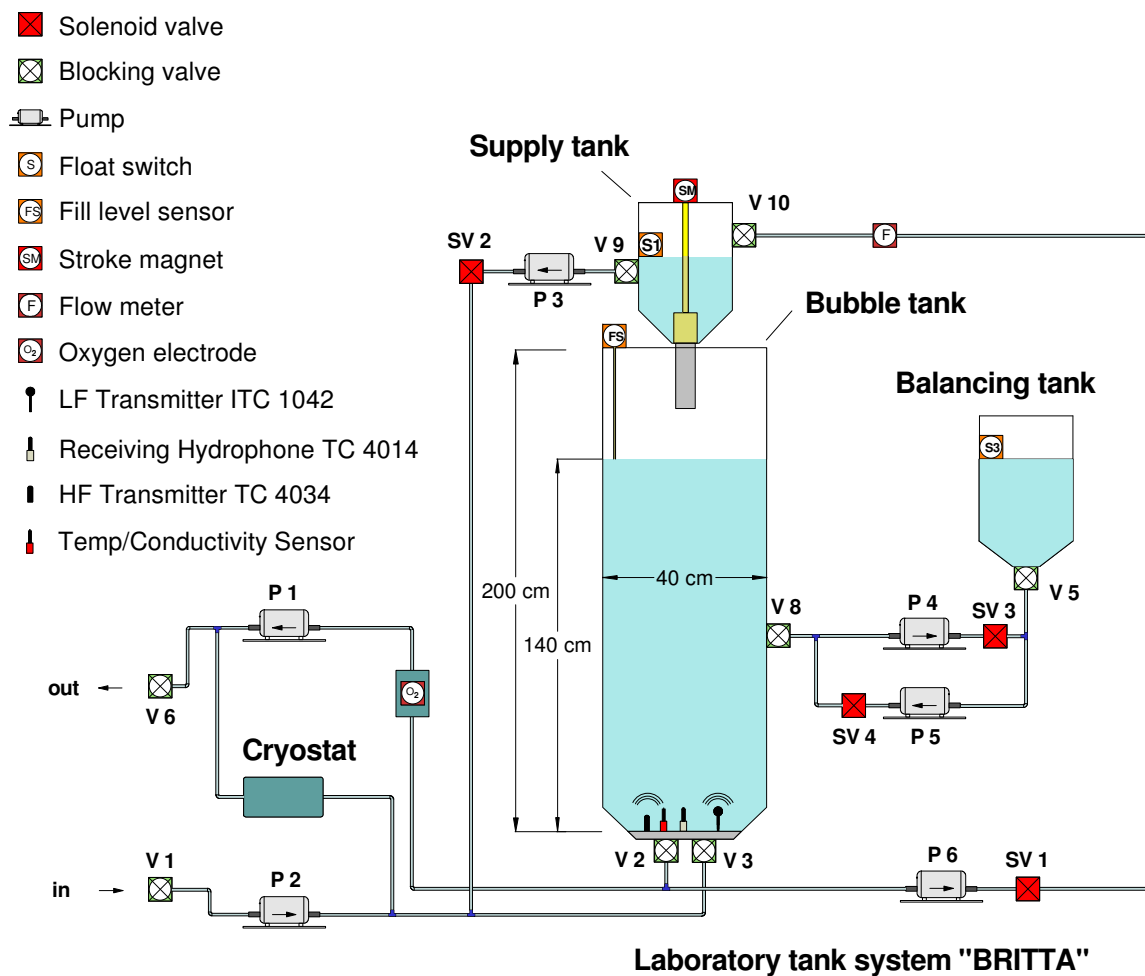 Solenoid valve
Blocking valve
Pump
S Float switch
FS Fill level sensor
SM Stroke magnet
F Flow meter
O2 Oxygen electrode
LF Transmitter ITC 1042
Receiving Hydrophone TC 4014
HF Transmitter TC 4034
Temp/Conductivity Sensor
Supply tank
SM
V 10
SV 2
V 9
S1
F
P 3
Bubble tank
FS
Balancing tank
S3
200 cm
40 cm
140 cm
P 1
V 8
P 4
SV 3
V 5
out
V 6
O2
SV 4
P 5
Cryostat
V 1
V 2
V 3
in
P 2
P 6
SV 1
Laboratory tank system "BRITTA"